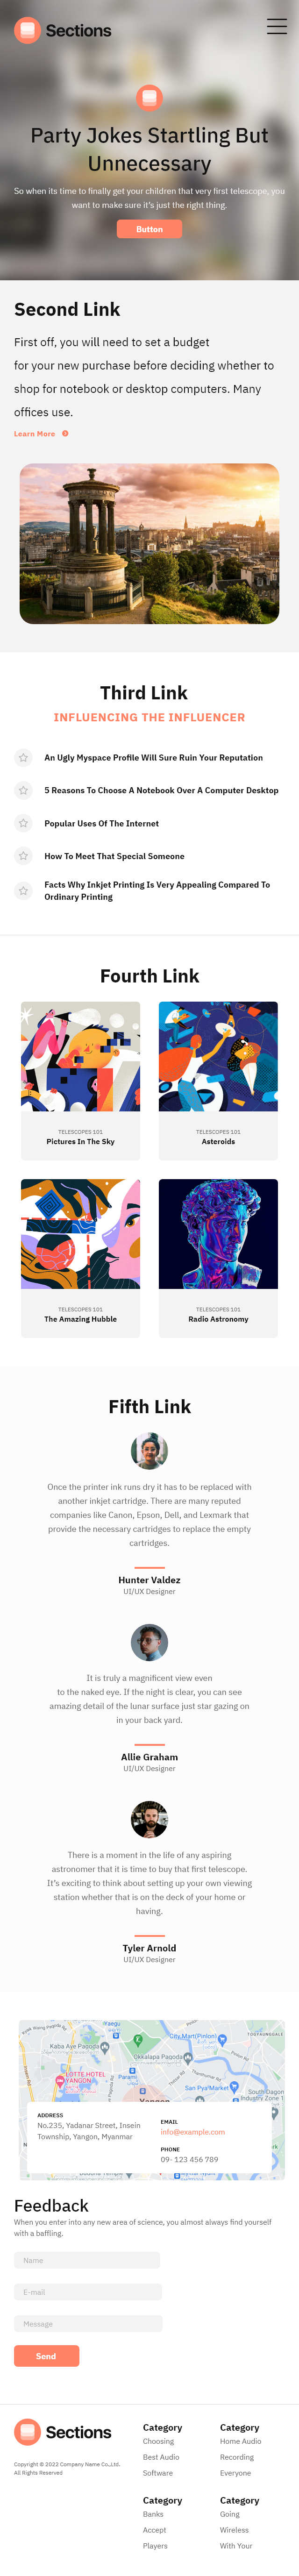 Sections
Party Jokes Startling But
Unnecessary
So when its time to finally get your children that very first telescope, you
want to make sure it's just the right thing.
Button
Second Link
First off, you will need to set a budget
for your new purchase before deciding whether to
shop for notebook or desktop computers. Many
offices use.
Learn More
Third Link
INFLUENCING THE INFLUENCER
An Ugly Myspace Profile Will Sure Ruin Your Reputation
5 Reasons To Choose A Notebook Over A Computer Desktop
Popular Uses Of The Internet
How To Meet That Special Someone
Facts Why Inkjet Printing Is Very Appealing Compared To
Ordinary Printing
Fourth Link
TELESCOPES 101
Pictures In The Sky
TELESCOPES 101
Asteroids
TELESCOPES 101
The Amazing Hubble
TELESCOPES 101
Radio Astronomy
Fifth Link
Once the printer ink runs dry it has to be replaced with
another inkjet cartridge. There are many reputed
companies like Canon, Epson, Dell, and Lexmark that
provide the necessary cartridges to replace the empty
cartridges.
Hunter Valdez
UI/UX Designer
It is truly a magnificent view even
to the naked eye. If the night is clear, you can see
amazing detail of the lunar surface just star gazing on
in your back yard.
Allie Graham
UI/UX Designer
There is a moment in the life of any aspiring
astronomer that it is time to buy that first telescope.
It's exciting to think about setting up your own viewing
station whether that is on the deck of your home or
having.
Tyler Arnold
UI/UX Designer
City Mart(Pinlon)
Kaba Aye Pagoda
Okkalapa Pagoda
LOTTE HOTEL
YANGON
Parami
San Pya Market
South Dagon
Industry Zone 1
Yangon
ADDRESS
No.235, Yadanar Street, Insein
Township, Yangon, Myanmar
EMAIL
info@example.com
PHONE
09- 123 456 789
Feedback
When you enter into any new area of science, you almost always find yourself
with a baffling.
Name
E-mail
Message
Send
Sections
Copyright © 2022 Company Name Co.,Ltd.
All Rights Reserved
Category
Choosing
Best Audio
Software
Category
Home Audio
Recording
Everyone
Category
Banks
Accept
Players
Category
Going
Wireless
With Your